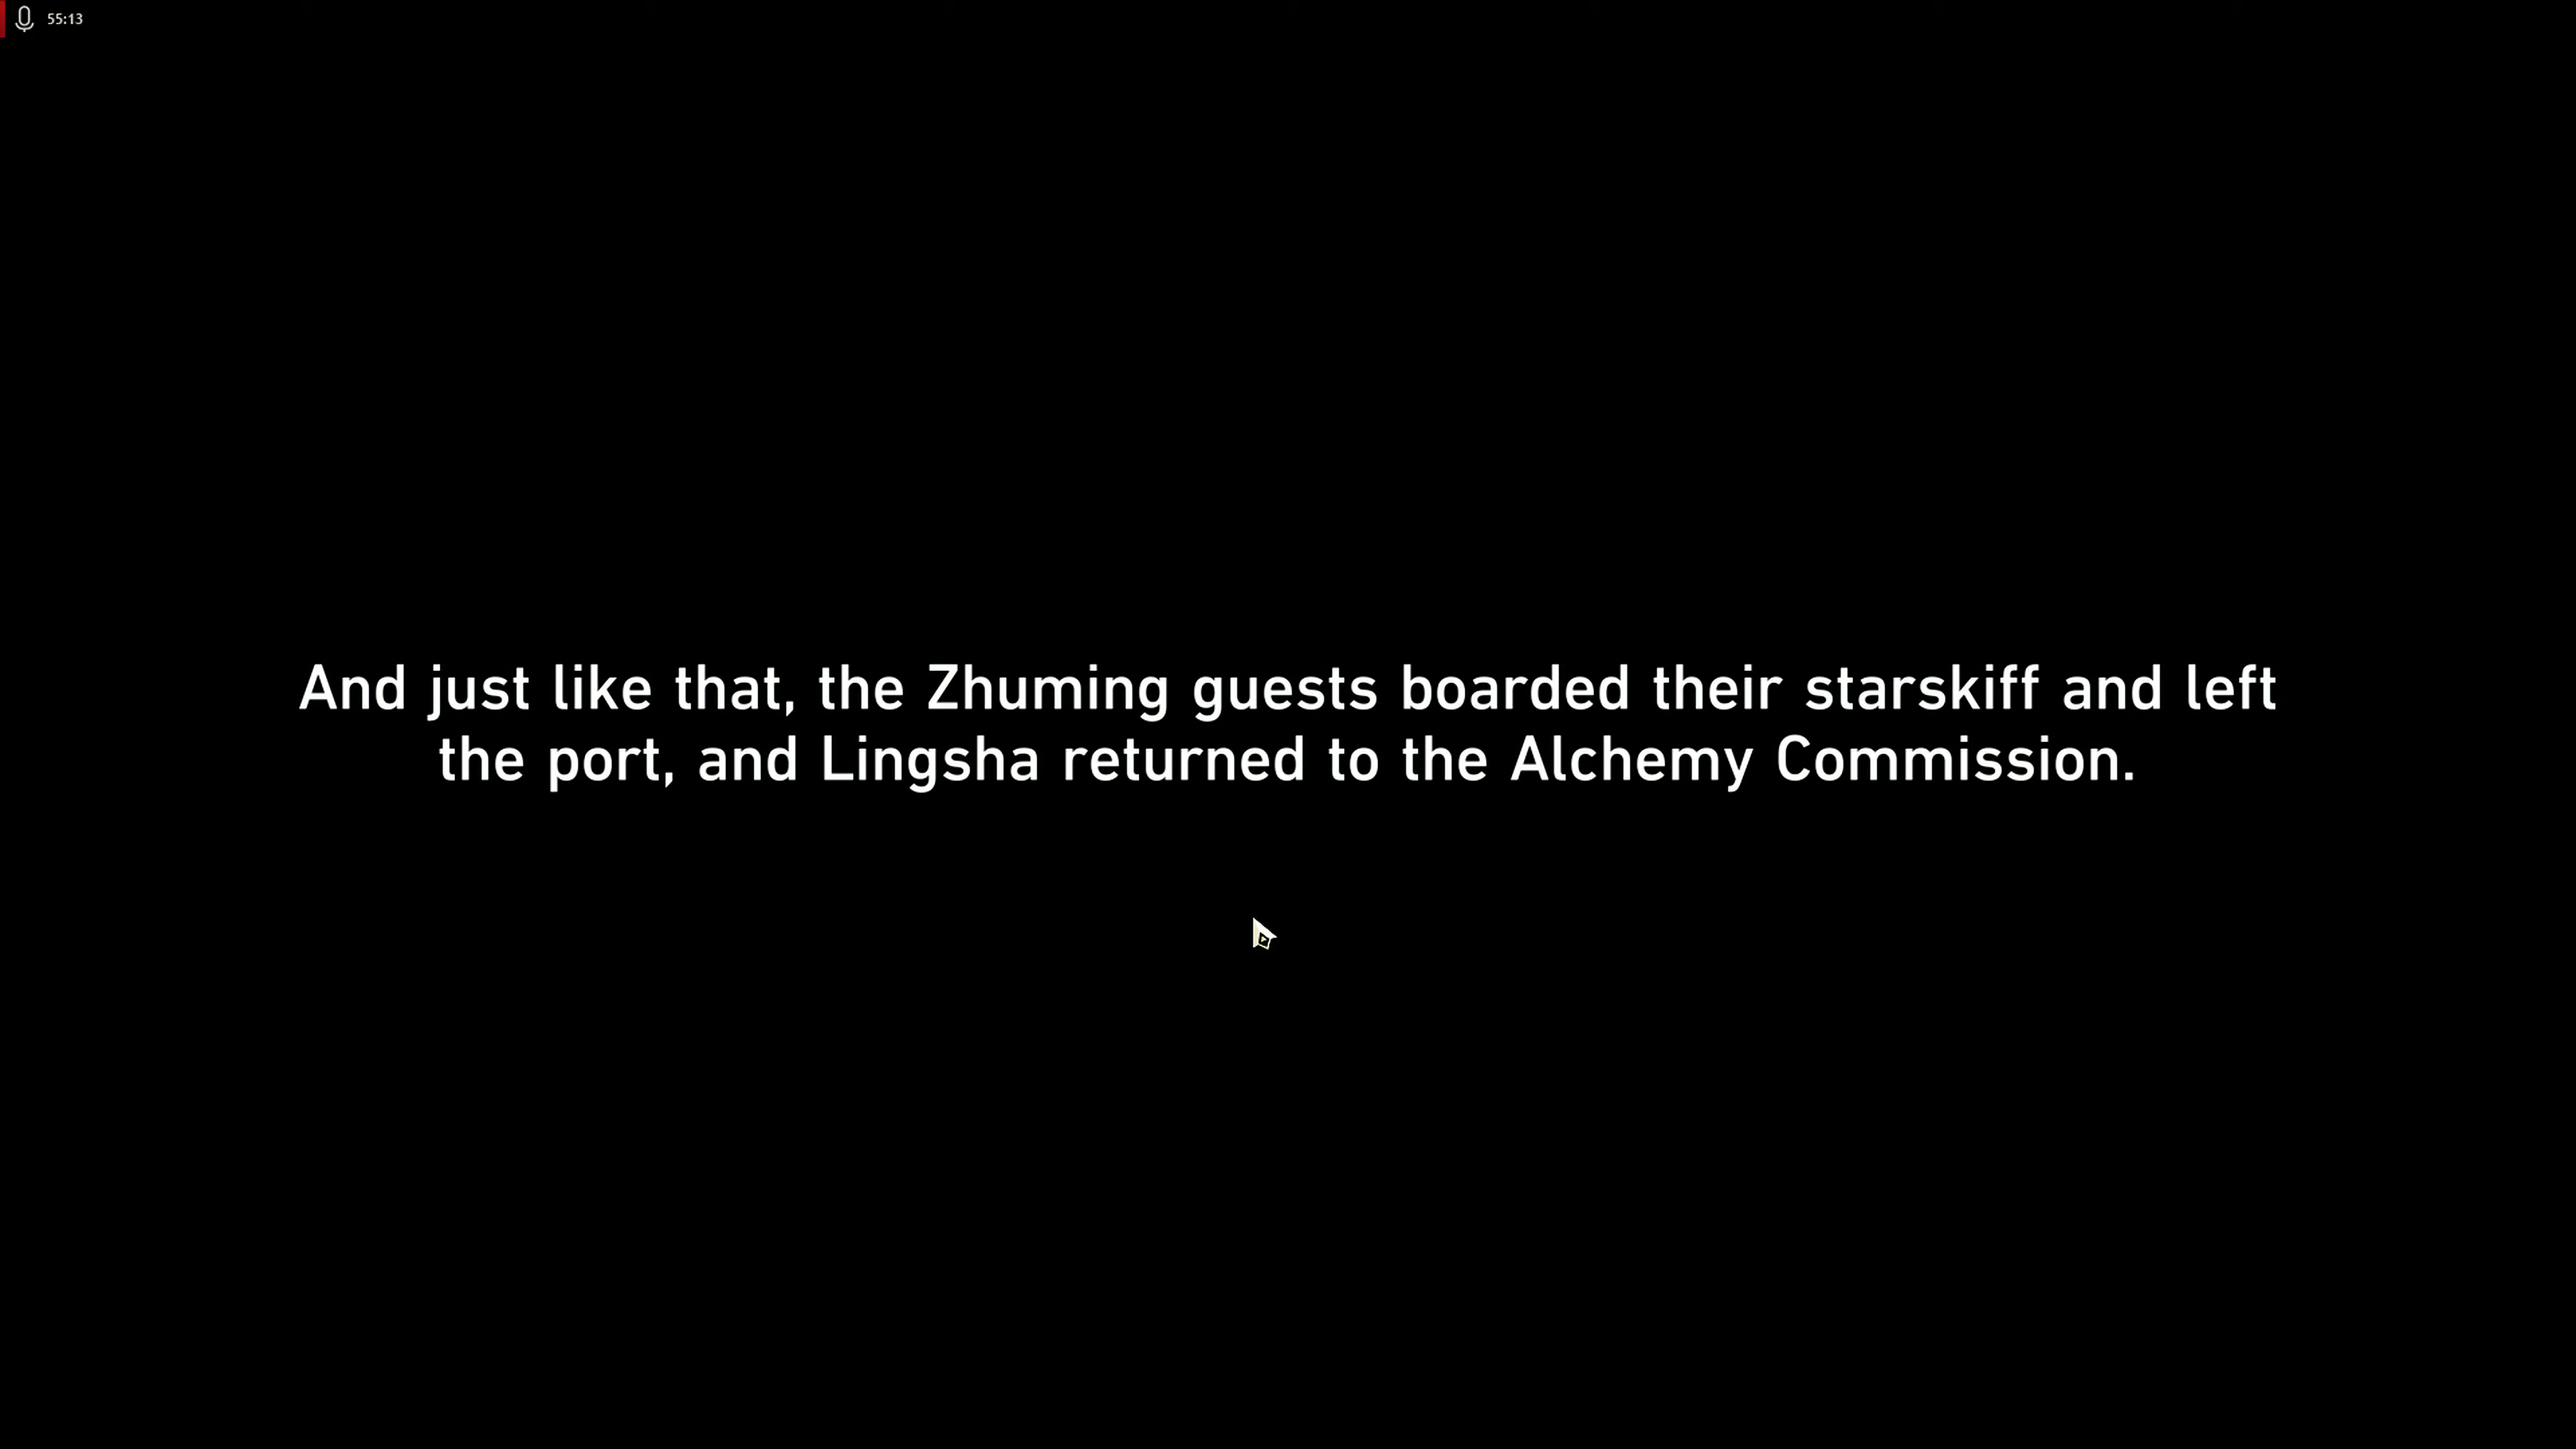 55:13
And just like that, the Zhuming guests boarded their starskiff and left
the port, and Lingsha returned to the Alchemy Commission.